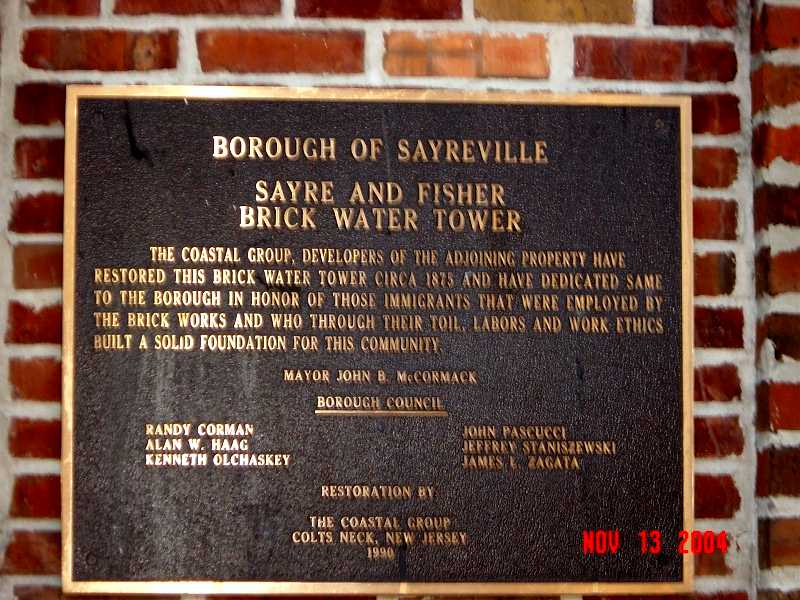 BOROUGH OF SAYREVILLE
SAYRE AND FISHER
BRICK WATER TOWER
THE COASTAL GROUP, DEVELOPERS OF THE ADJOINING PROPERTY HAVE
RESTORED THIS BRICK WATER TOWER CIRCA 1875 AND HAVE DEDICATED SAME
TO THE BOROUGH IN HONOR OF THOSE IMMIGRANTS THAT WERE EMPLOYED BY
THE BRICK WORKS AND WHO THROUGH THEIR TOIL, LABORS AND WORK ETHICS
BUILT A SOLID FOUNDATION FOR THIS COMMUNITY.
MAYOR JOHN B. McCORMACK
BOROUGH COUNCIL
RANDY CORMAN
ALAN W. HAAG
KENNETH OLCHASKEY
JOHN PASCUCCI
JEFFREY STANISZEWSKI
JAMES L. ZAGATA
RESTORATION BY
THE COASTAL GROUP
COLTS NECK, NEW JERSEY
1990
NOV 13 2004